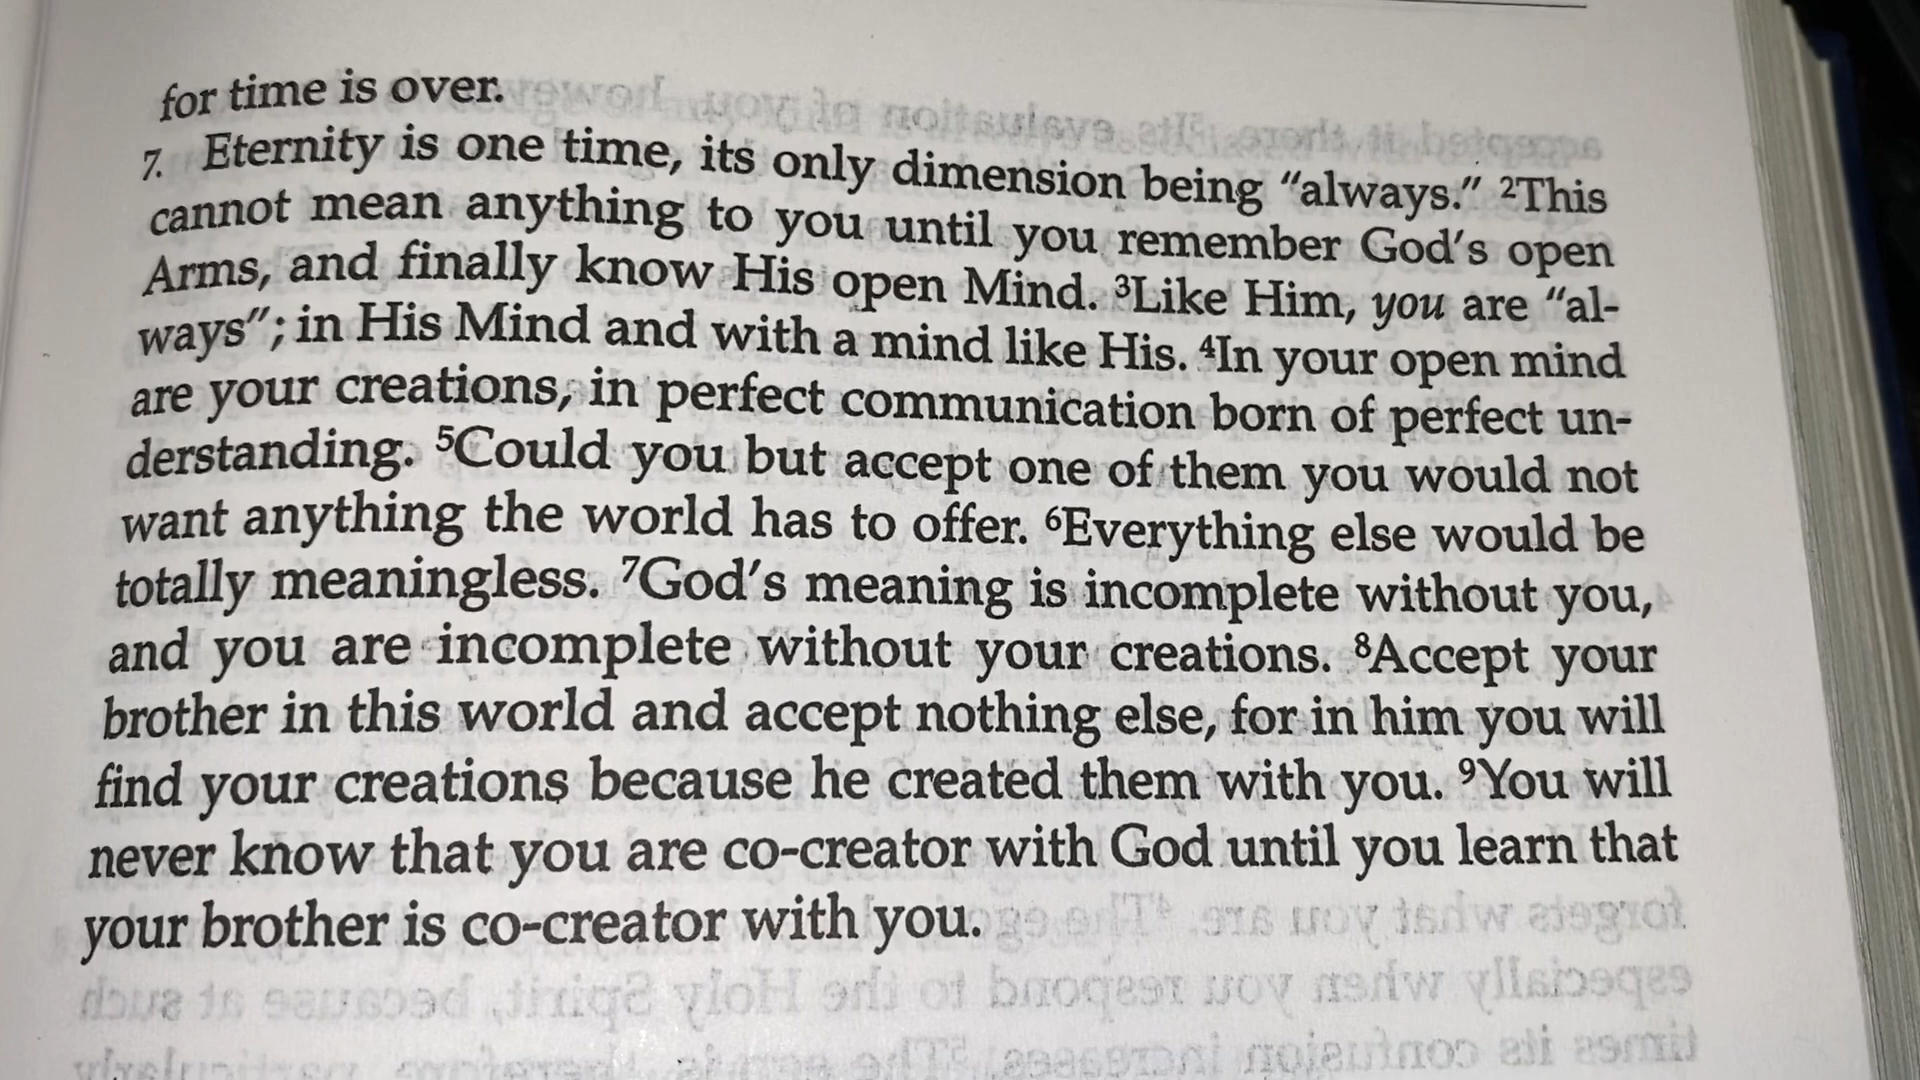 for time is over.
7. Eternity is one time, its only dimension being “always.” ²This
cannot mean anything to you until you remember God’s open
Arms, and finally know His open Mind. ³Like Him, you are “al-
ways”; in His Mind and with a mind like His. ⁴In your open mind
are your creations, in perfect communication born of perfect un-
derstanding. ⁵Could you but accept one of them you would not
want anything the world has to offer. ⁶Everything else would be
totally meaningless. ⁷God’s meaning is incomplete without you,
and you are incomplete without your creations. ⁸Accept your
brother in this world and accept nothing else, for in him you will
find your creations because he created them with you. ⁹You will
never know that you are co-creator with God until you learn that
your brother is co-creator with you.